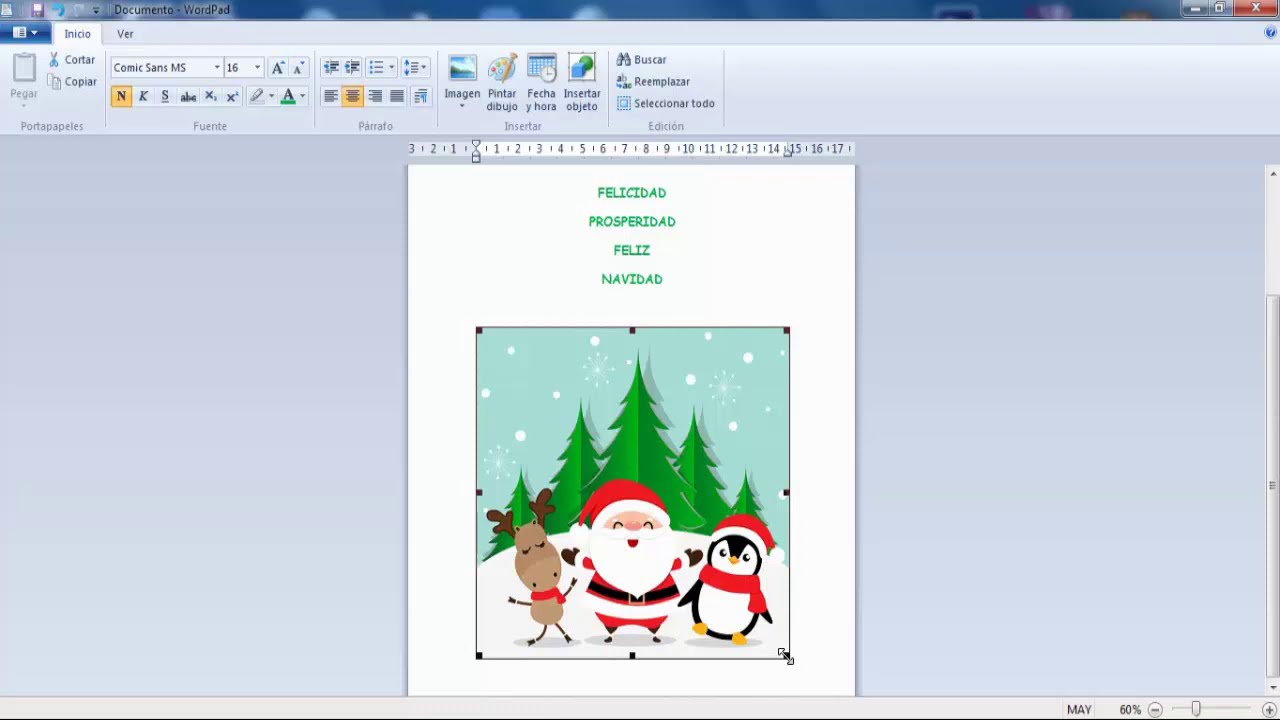 Documento - WordPad
Inicio Ver
Pegar Cortar Copiar
Portapapeles
Comic Sans MS 16
N K S abc X₂ X²
Fuente
Párrafo
Imagen Pintar dibujo Fecha y hora Insertar objeto
Insertar
Buscar
Reemplazar
Seleccionar todo
Edición
3 2 1 1 2 3 4 5 6 7 8 9 10 11 12 13 14 15 16 17
FELICIDAD
PROSPERIDAD
FELIZ
NAVIDAD
MAY 60%